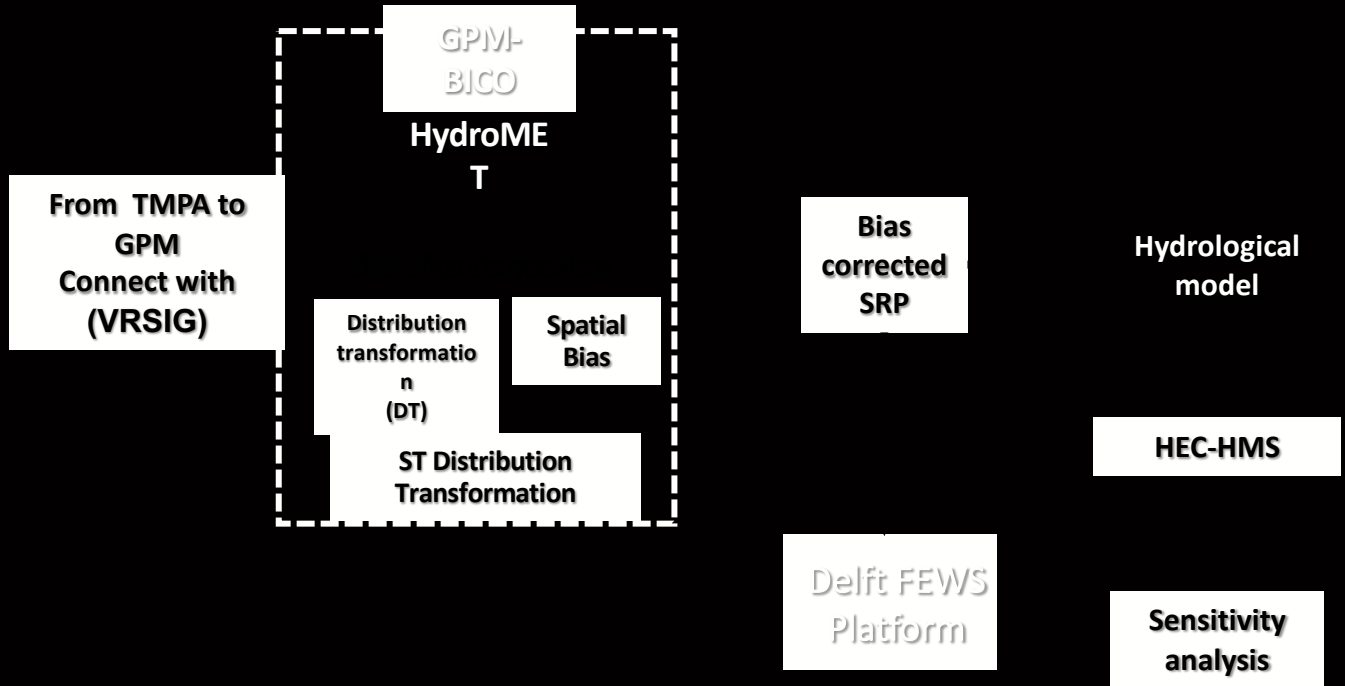 GPM-
BICO
HydroME
T
From TMPA to
GPM
Connect with
(VRSIG)
Distribution
transformatio
n
(DT)
Spatial
Bias
ST Distribution
Transformation
Bias
corrected
SRP
Hydrological
model
HEC-HMS
Delft FEWS
Platform
Sensitivity
analysis